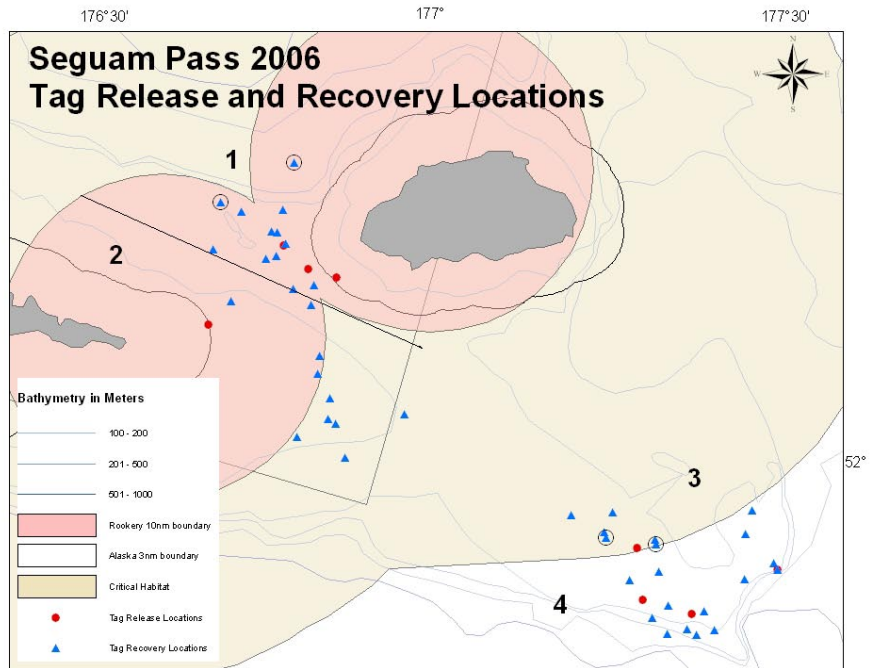 176°30' 177° 177°30'
Seguam Pass 2006
Tag Release and Recovery Locations
N
W E
S
1
2
Bathymetry in Meters
100 - 200
201 - 500
501 - 1000
Rookery 10nm boundary
Alaska 3nm boundary
Critical Habitat
Tag Release Locations
Tag Recovery Locations
52°
3
4